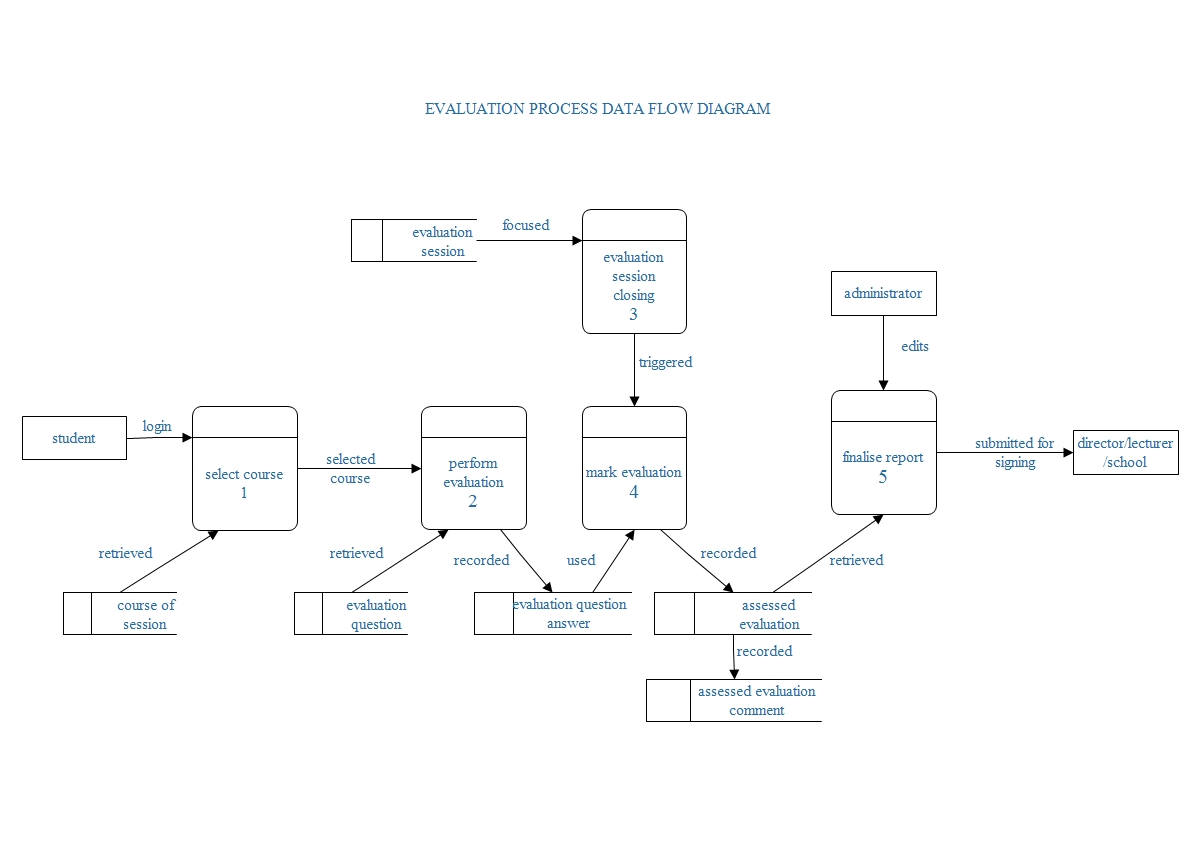 EVALUATION PROCESS DATA FLOW DIAGRAM
evaluation
session
focused
evaluation
session
closing
3
triggered
administrator
edits
student
login
select course
1
selected
course
perform
evaluation
2
mark evaluation
4
finalise report
5
submitted for
signing
director/lecturer
/school
retrieved
retrieved
recorded
used
recorded
retrieved
course of
session
evaluation
question
evaluation question
answer
assessed
evaluation
recorded
assessed evaluation
comment